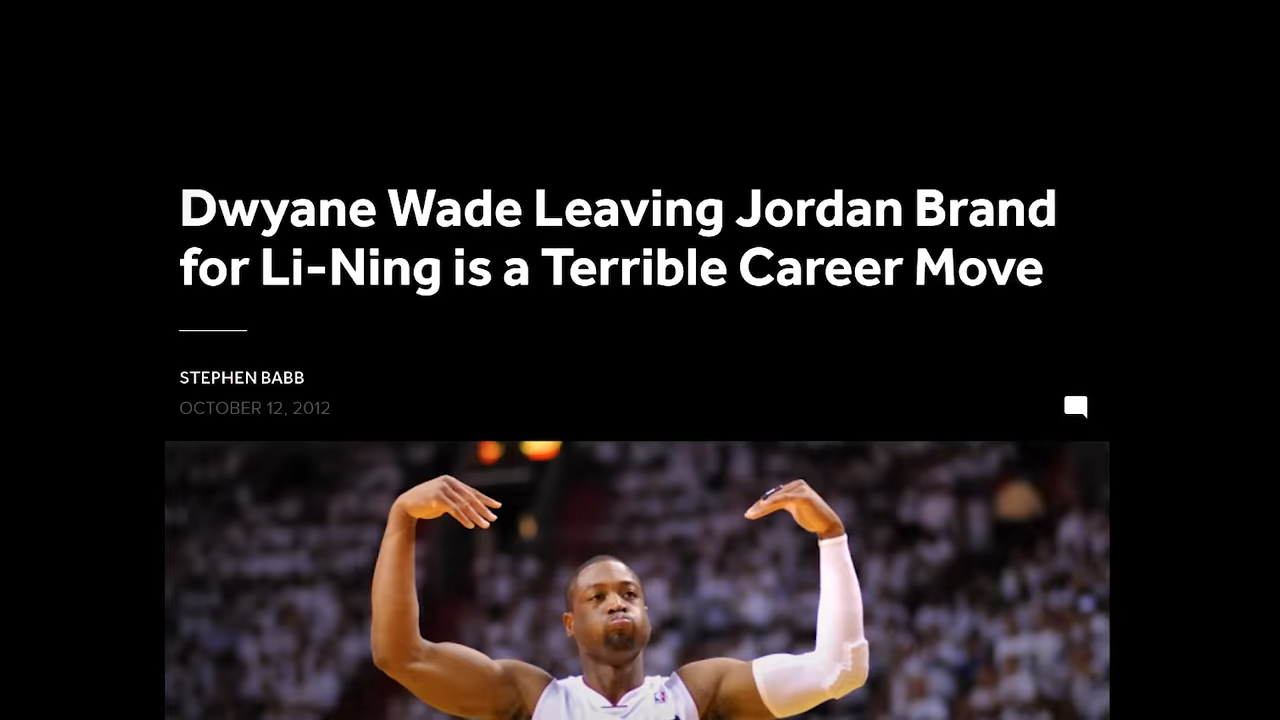 Dwyane Wade Leaving Jordan Brand
for Li-Ning is a Terrible Career Move
STEPHEN BABB
OCTOBER 12, 2012